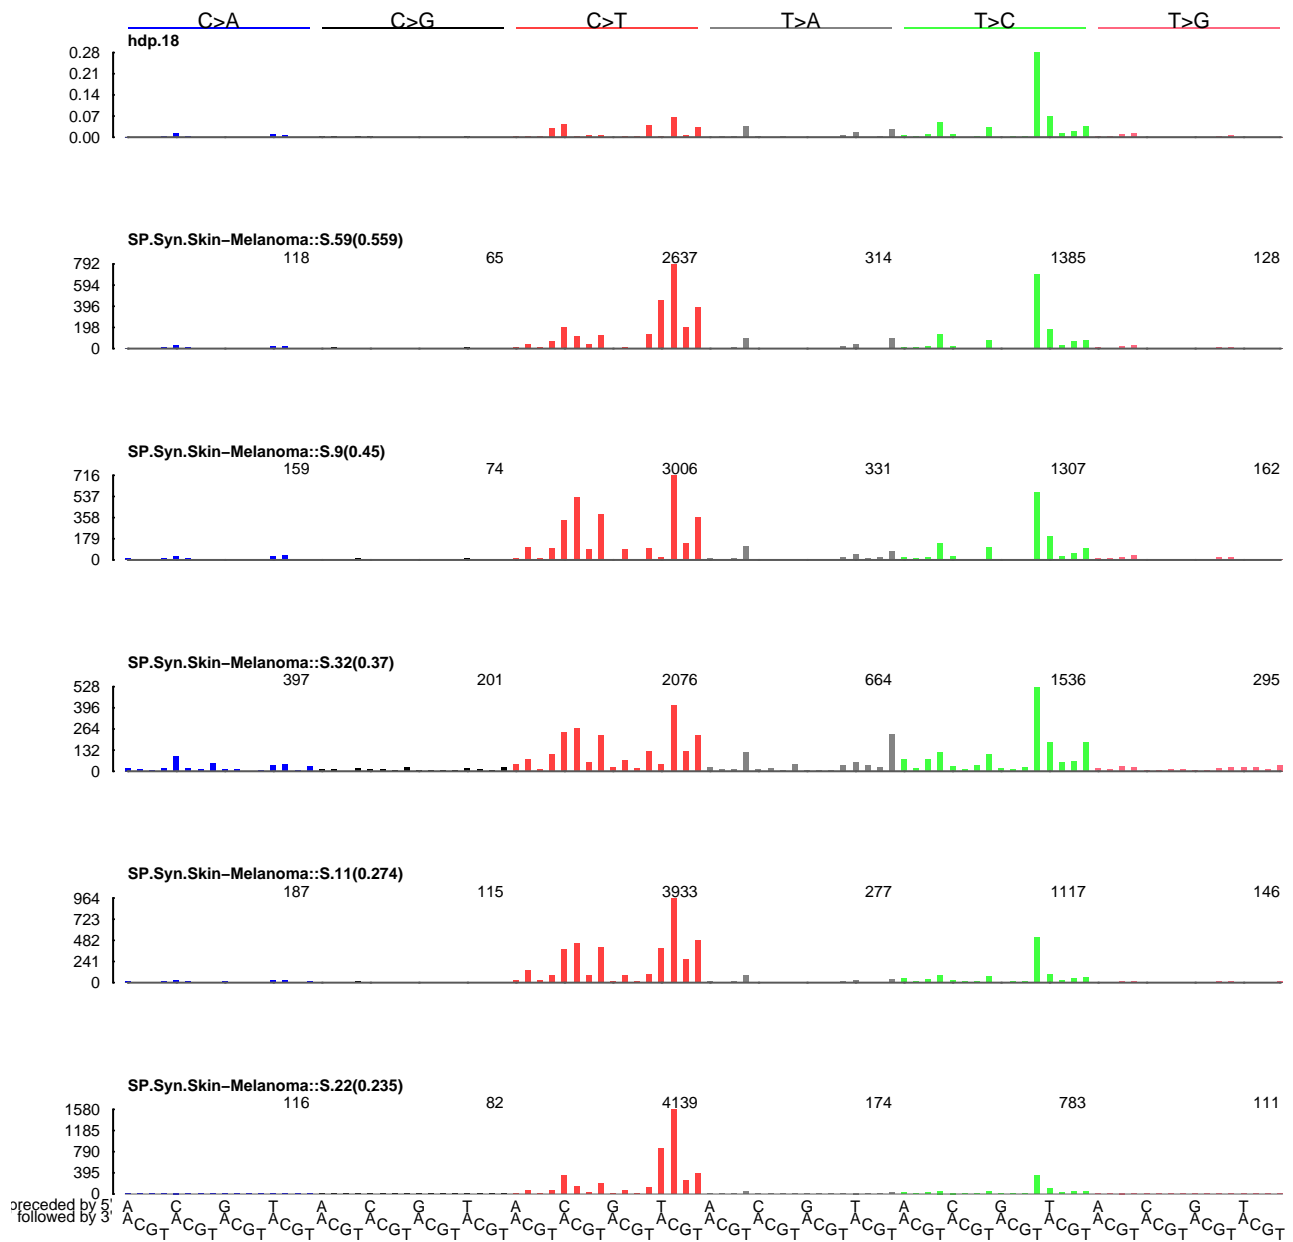 C>A C>G C>T T>A T>C T>G
hdp.18
0.28
0.21
0.14
0.07
0.00
SP.Syn.Skin−Melanoma::S.59(0.559)
118 65 2637 314 1385 128
792
594
396
198
0
SP.Syn.Skin−Melanoma::S.9(0.45)
159 74 3006 331 1307 162
716
537
358
179
0
SP.Syn.Skin−Melanoma::S.32(0.37)
397 201 2076 664 1536 295
528
396
264
132
0
SP.Syn.Skin−Melanoma::S.11(0.274)
187 115 3933 277 1117 146
964
723
482
241
0
SP.Syn.Skin−Melanoma::S.22(0.235)
116 82 4139 174 783 111
1580
1185
790
395
0
preceded by 5' A C G T A C G T A C G T A C G T A C G T A C G T
followed by 3' A C G T A C G T A C G T A C G T A C G T A C G T A C G T A C G T A C G T A C G T A C G T A C G T A C G T A C G T A C G T A C G T A C G T A C G T A C G T A C G T A C G T A C G T A C G T A C G T